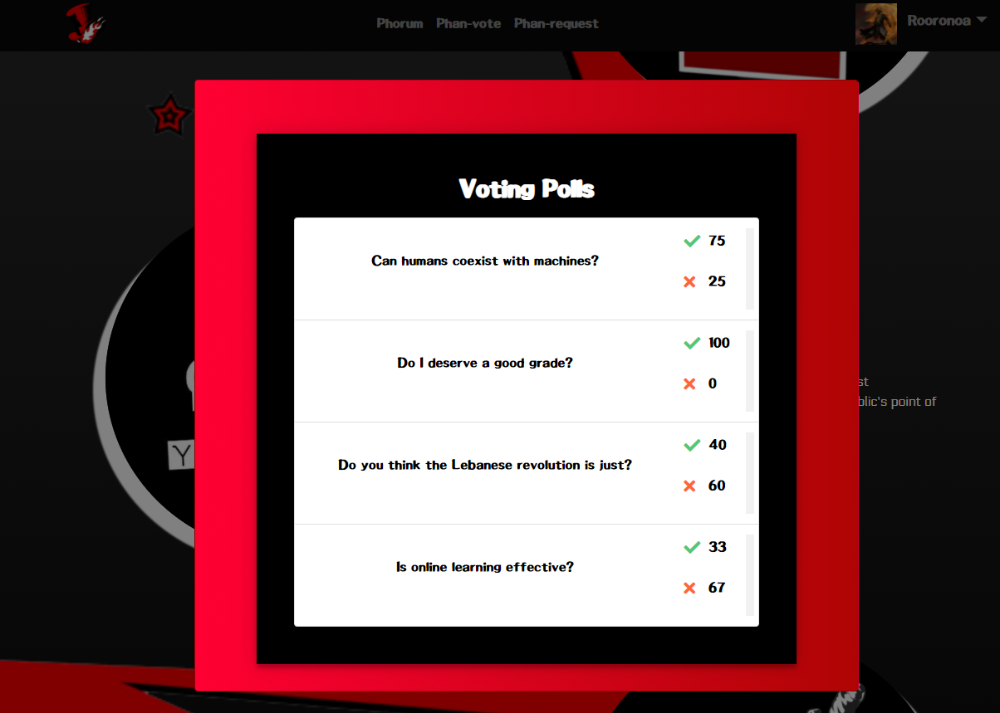 Phorum Phan-vote Phan-request
Rooronoa
Voting Polls
75
Can humans coexist with machines?
25
100
Do I deserve a good grade?
0
40
Do you think the Lebanese revolution is just?
60
33
Is online learning effective?
67
Y
st
blic's point of